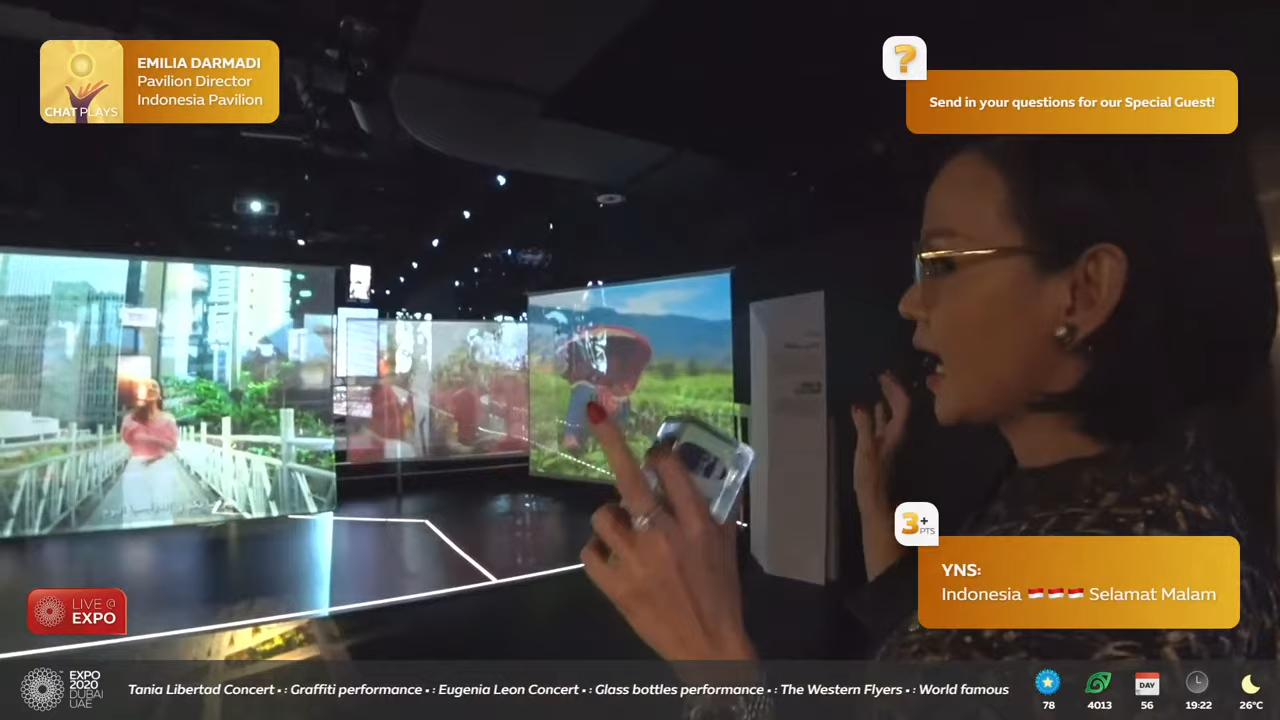 EMILIA DARMADI
Pavilion Director
Indonesia Pavilion
CHAT PLAYS
?
Send in your questions for our Special Guest!
3+
PTS
YNS:
Indonesia 🇮🇩🇮🇩🇮🇩 Selamat Malam
LIVE @
EXPO
EXPO
2020
DUBAI
UAE
Tania Libertad Concert • : Graffiti performance • : Eugenia Leon Concert • : Glass bottles performance • : The Western Flyers • : World famous
DAY
78
4013
56
19:22
26°C